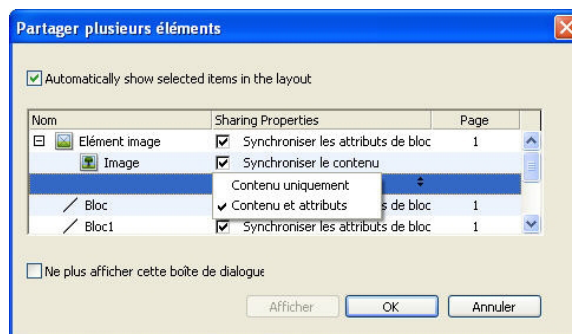 Partager plusieurs éléments
Automatically show selected items in the layout
Nom Sharing Properties Page
Elément image Synchroniser les attributs de bloc 1
Image Synchroniser le contenu
Contenu uniquement
Bloc Contenu et attributs s de bloc 1
Bloc1 Synchroniser les attributs de bloc 1
Ne plus afficher cette boîte de dialogue
Afficher OK Annuler